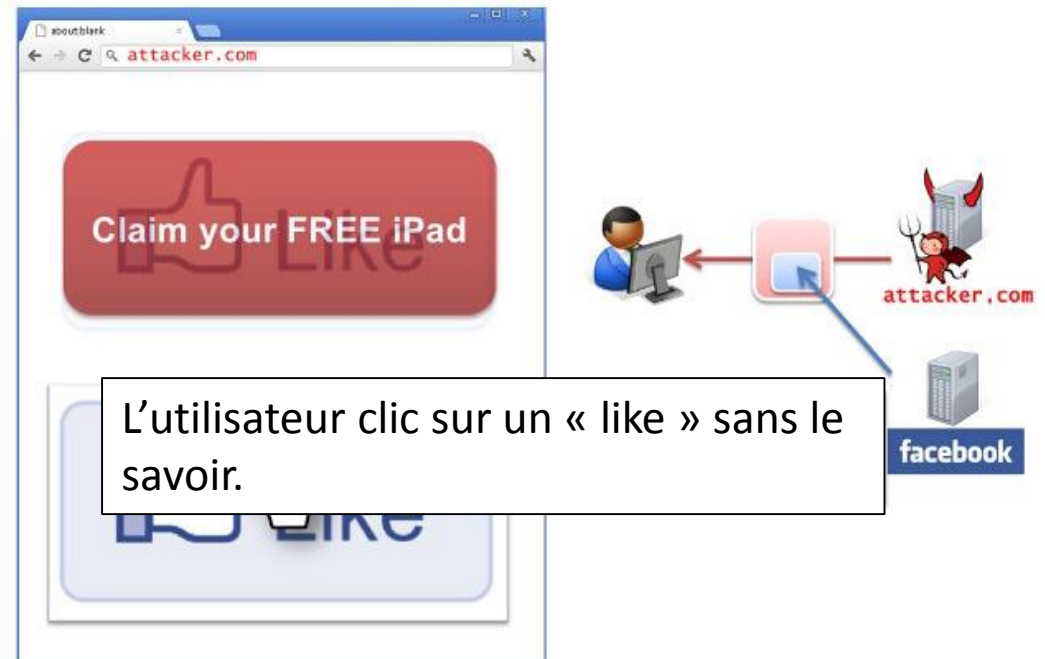 about:blank
attacker.com
Claim your FREE iPad
Like
attacker.com
facebook
L’utilisateur clic sur un « like » sans le
savoir.
Like